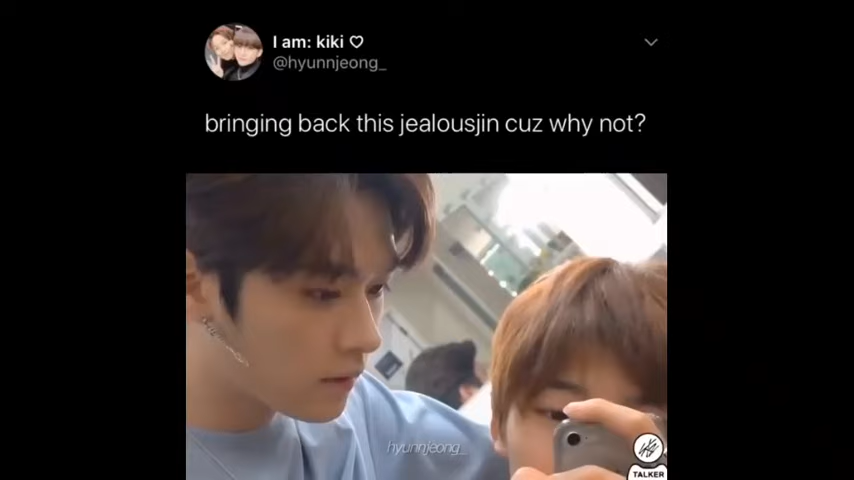 I am: kiki ♡
@hyunnjeong_
bringing back this jealousjin cuz why not?
hyunnjeong_
TALKER